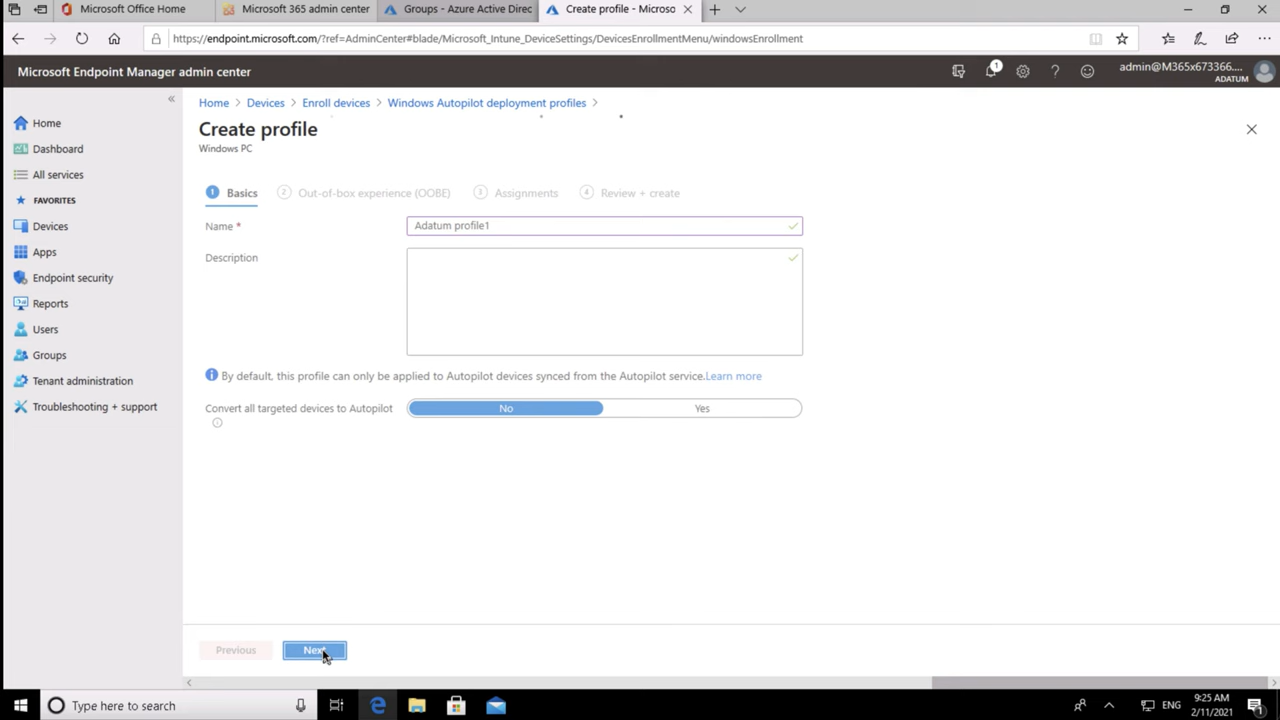 Microsoft Office Home
Microsoft 365 admin center
Groups - Azure Active Direc
Create profile - Microso
https://endpoint.microsoft.com/?ref=AdminCenter#blade/Microsoft_Intune_DeviceSettings/DevicesEnrollmentMenu/windowsEnrollment
Microsoft Endpoint Manager admin center
1
admin@M365x673366....
ADATUM
Home
Dashboard
All services
FAVORITES
Devices
Apps
Endpoint security
Reports
Users
Groups
Tenant administration
Troubleshooting + support
Home > Devices > Enroll devices > Windows Autopilot deployment profiles >
Create profile
Windows PC
1 Basics 2 Out-of-box experience (OOBE) 3 Assignments 4 Review + create
Name * Adatum profile1
Description
By default, this profile can only be applied to Autopilot devices synced from the Autopilot service.Learn more
Convert all targeted devices to Autopilot No Yes
Previous Next
Type here to search
ENG
9:25 AM
2/11/2021
1